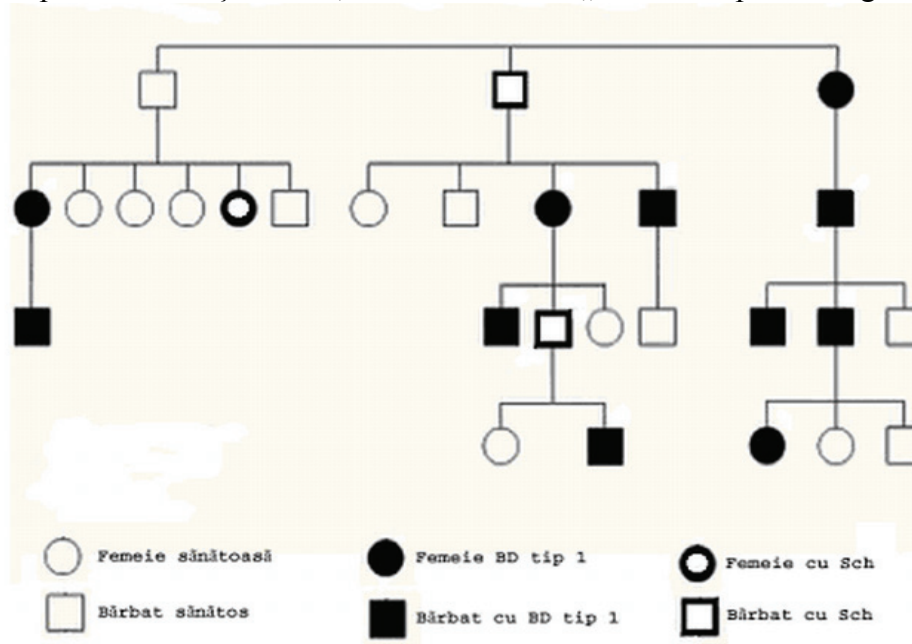 Femeie sănătoasă
Femeie BD tip 1
Femeie cu Sch
Bărbat sănătos
Bărbat cu BD tip 1
Bărbat cu Sch